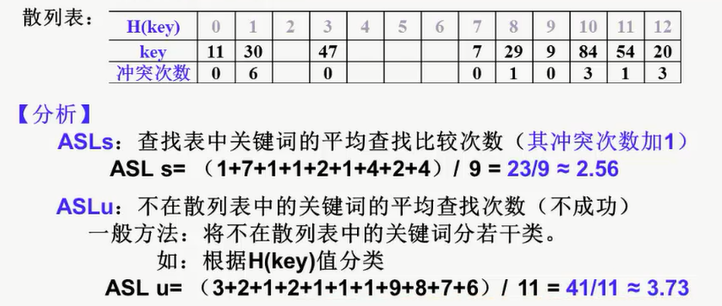 散列表： H(key) 0 1 2 3 4 5 6 7 8 9 10 11 12
key 11 30 47 7 29 9 84 54 20
冲突次数 0 6 0 0 1 0 3 1 3
【分析】
ASLs：查找表中关键词的平均查找比较次数（其冲突次数加1）
ASL s= （1+7+1+1+2+1+4+2+4）/ 9 = 23/9 ≈ 2.56
ASLu：不在散列表中的关键词的平均查找次数（不成功）
一般方法：将不在散列表中的关键词分若干类。
如：根据H(key)值分类
ASL u= （3+2+1+2+1+1+1+9+8+7+6）/ 11 = 41/11 ≈ 3.73